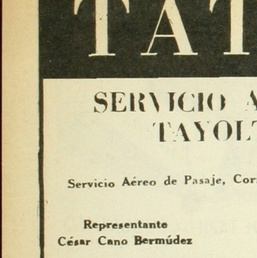 TAT
SERVICIO A
TAYOLT
Servicio Aéreo de Pasaje, Cor
Representante
César Cano Bermúdez